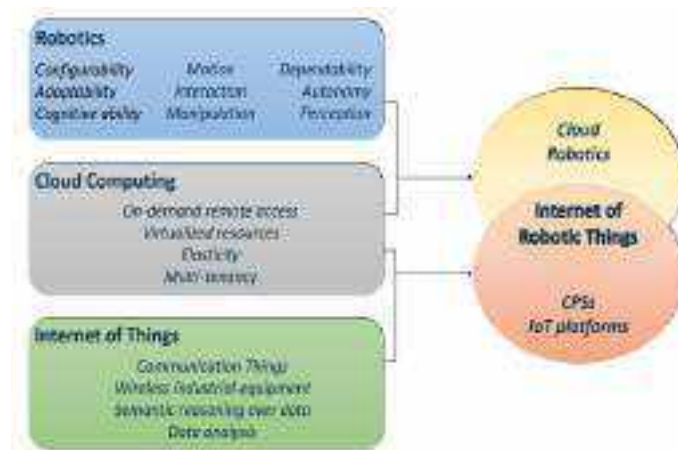 Robotics
Configurability Motion Dependability
Adaptability Interaction Autonomy
Cognitive ability Manipulation Perception
Cloud Computing
On-demand remote access
Virtualized resources
Elasticity
Multi-tenancy
Internet of Things
Communication Things
Wireless industrial equipment
Semantic reasoning over data
Data analysis
Cloud
Robotics
Internet of
Robotic Things
CPSs
IoT platforms